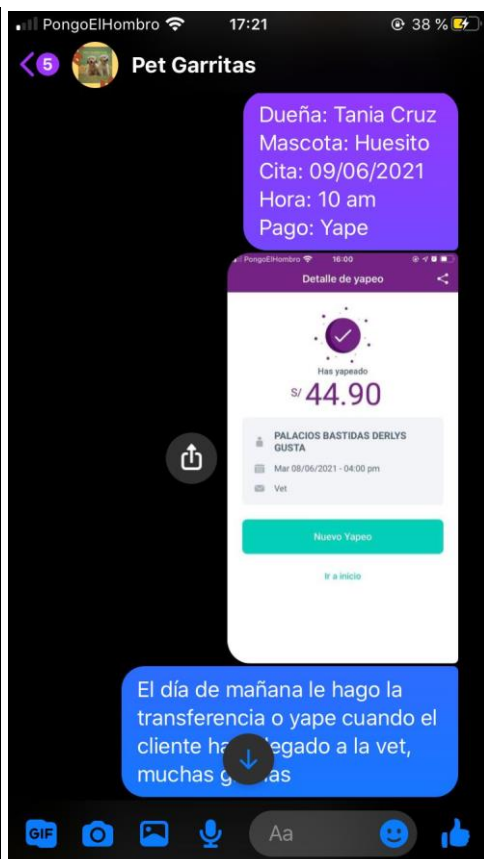 PongoElHombro 17:21 38 %
5 Pet Garritas
Dueña: Tania Cruz
Mascota: Huesito
Cita: 09/06/2021
Hora: 10 am
Pago: Yape
PongoElHombro 16:00
Detalle de yapeo
Has yapeado
S/ 44.90
PALACIOS BASTIDAS DERLYS
GUSTA
Mar 08/06/2021 - 04:00 pm
Vet
Nuevo Yapeo
Ir a inicio
El día de mañana le hago la
transferencia o yape cuando el
cliente
a la vet,
muchas
GIF Aa